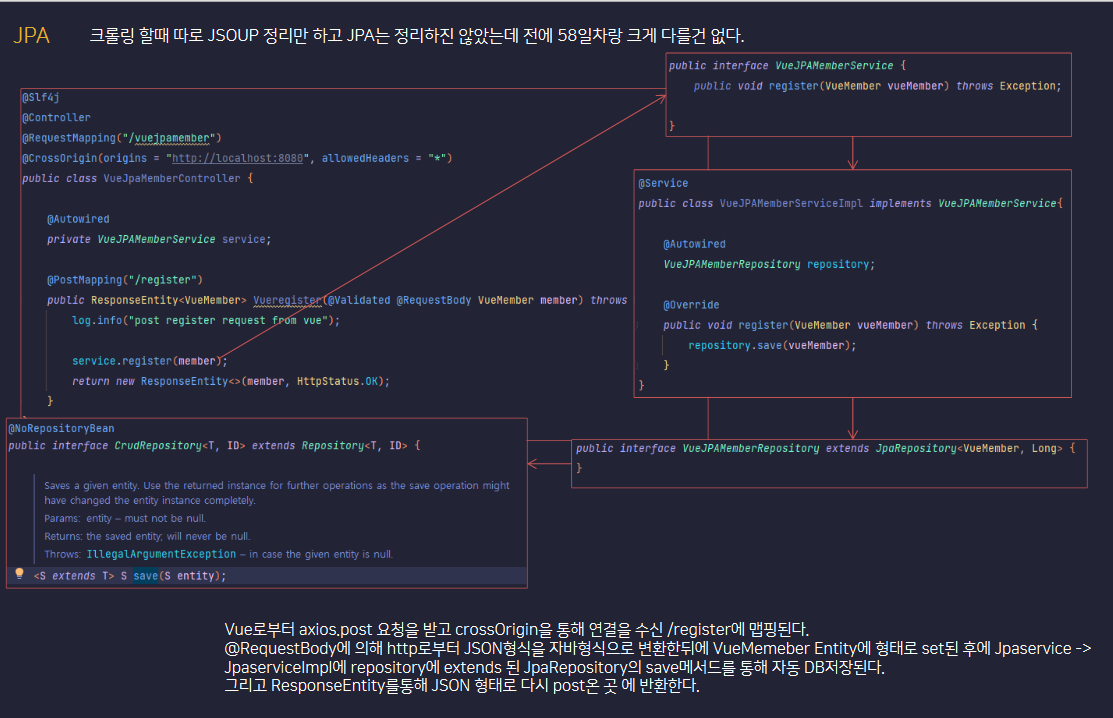 JPA
크롤링 할때 따로 JSOUP 정리만 하고 JPA는 정리하진 않았는데 전에 58일차랑 크게 다를건 없다.
@Slf4j
@Controller
@RequestMapping("/vuejpamember")
@CrossOrigin(origins = "http://localhost:8080", allowedHeaders = "*")
public class VueJpaMemberController {
@Autowired
private VueJPAMemberService service;
@PostMapping("/register")
public ResponseEntity<VueMember> Vueregister(@Validated @RequestBody VueMember member) throws
log.info("post register request from vue");
service.register(member);
return new ResponseEntity<>(member, HttpStatus.OK);
}
public interface VueJPAMemberService {
public void register(VueMember vueMember) throws Exception;
}
@Service
public class VueJPAMemberServiceImpl implements VueJPAMemberService{
@Autowired
VueJPAMemberRepository repository;
@Override
public void register(VueMember vueMember) throws Exception {
repository.save(vueMember);
}
}
public interface VueJPAMemberRepository extends JpaRepository<VueMember, Long> {
}
@NoRepositoryBean
public interface CrudRepository<T, ID> extends Repository<T, ID> {
Saves a given entity. Use the returned instance for further operations as the save operation might
have changed the entity instance completely.
Params: entity – must not be null.
Returns: the saved entity; will never be null.
Throws: IllegalArgumentException – in case the given entity is null.
<S extends T> S save(S entity);
Vue로부터 axios.post 요청을 받고 crossOrigin을 통해 연결을 수신 /register에 맵핑된다.
@RequestBody에 의해 http로부터 JSON형식을 자바형식으로 변환한뒤에 VueMemeber Entity에 형태로 set된 후에 Jpaservice ->
JpaserviceImpl에 repository에 extends 된 JpaRepository의 save메서드를 통해 자동 DB저장된다.
그리고 ResponseEntity를통해 JSON 형태로 다시 post온 곳 에 반환한다.